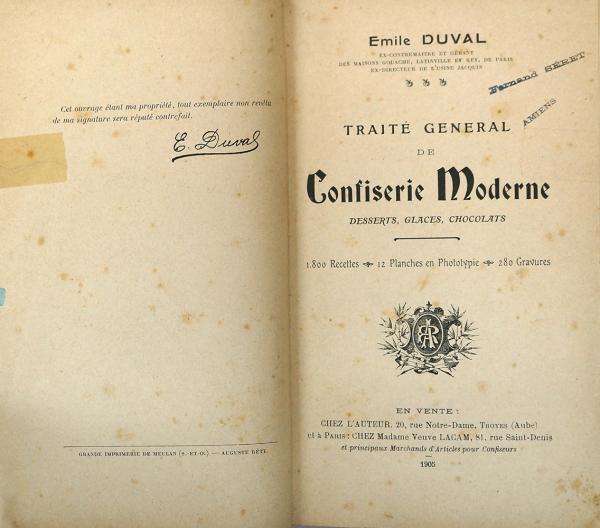 Cet ouvrage étant ma propriété, tout exemplaire non revêtu
de ma signature sera réputé contrefait.
E. Duval
GRANDE IMPRIMERIE DE MEULAN (S.-ET-O.) — AUGUSTE RÉTY.
Emile DUVAL
EX-CONTREMAITRE ET GÉRANT
DES MAISONS GOUACHE, LATINVILLE ET REY, DE PARIS
EX-DIRECTEUR DE L'USINE JACQUIN
Fernand SÉRET
AMIENS
TRAITÉ GENERAL
DE
Confiserie Moderne
DESSERTS, GLACES, CHOCOLATS
1.800 Recettes 12 Planches en Phototypie 280 Gravures
EN VENTE :
CHEZ L'AUTEUR, 20, rue Notre-Dame, TROYES (Aube)
et à PARIS : CHEZ Madame Veuve LACAM, 81, rue Saint-Denis
et principaux Marchands d'Articles pour Confiseurs
1905